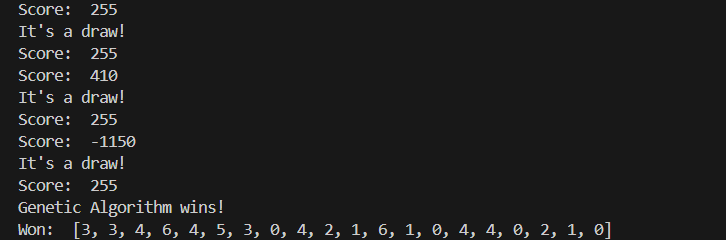 Score:  255
It's a draw!
Score:  255
Score:  410
It's a draw!
Score:  255
Score:  -1150
It's a draw!
Score:  255
Genetic Algorithm wins!
Won:  [3, 3, 4, 6, 4, 5, 3, 0, 4, 2, 1, 6, 1, 0, 4, 4, 0, 2, 1, 0]